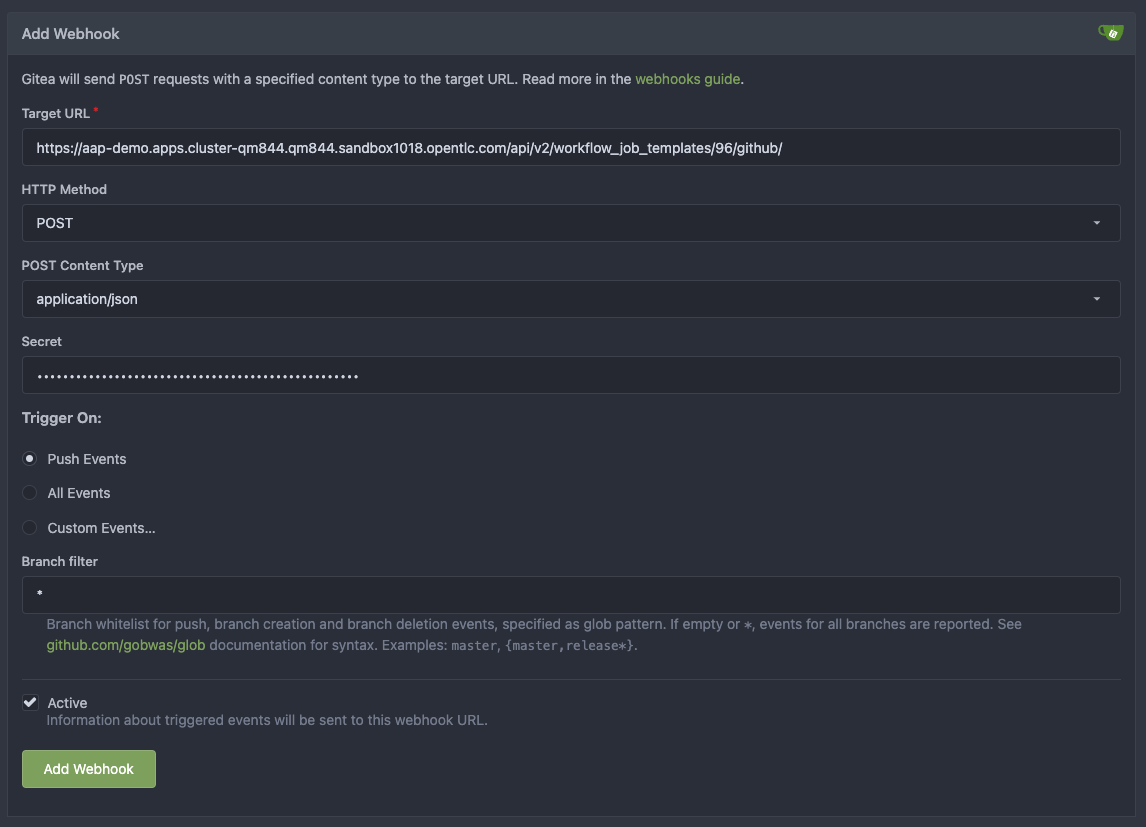 Add Webhook
Gitea will send POST requests with a specified content type to the target URL. Read more in the webhooks guide.
Target URL *
https://aap-demo.apps.cluster-qm844.qm844.sandbox1018.opentlc.com/api/v2/workflow_job_templates/96/github/
HTTP Method
POST
POST Content Type
application/json
Secret
••••••••••••••••••••••••••••••••••••••••••••••••••
Trigger On:
Push Events
All Events
Custom Events...
Branch filter
*
Branch whitelist for push, branch creation and branch deletion events, specified as glob pattern. If empty or *, events for all branches are reported. See
github.com/gobwas/glob documentation for syntax. Examples: master, {master,release*}.
Active
Information about triggered events will be sent to this webhook URL.
Add Webhook